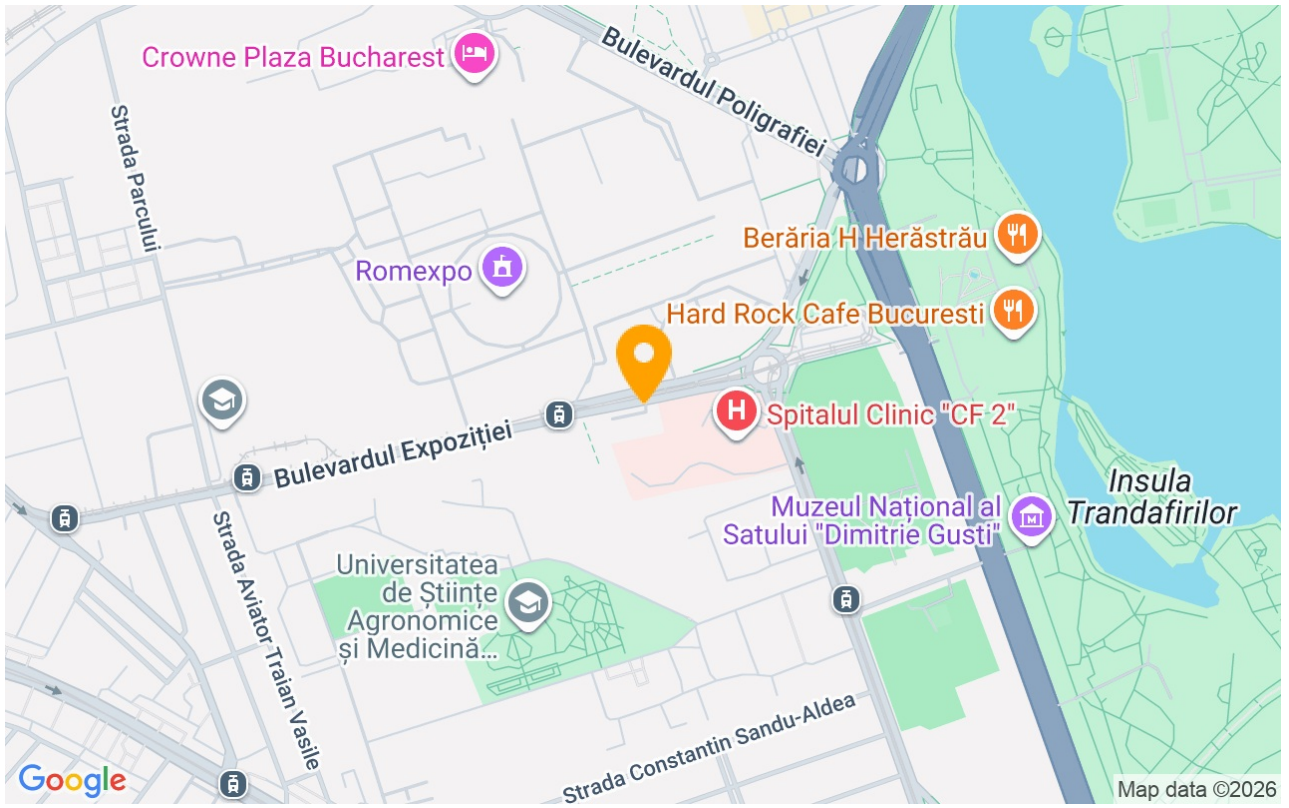 Crowne Plaza Bucharest
Bulevardul Poligrafiei
Strada Parcului
Berăria H Herăstrău
Romexpo
Hard Rock Cafe Bucuresti
H
Spitalul Clinic "CF 2"
Bulevardul Expoziției
Insula
Trandafirilor
Muzeul Național al
Satului "Dimitrie Gusti"
M
Strada Aviator Traian Vasile
Universitatea
de Științe
Agronomice
și Medicină...
Strada Constantin Sandu-Aldea
Google
Map data ©2026